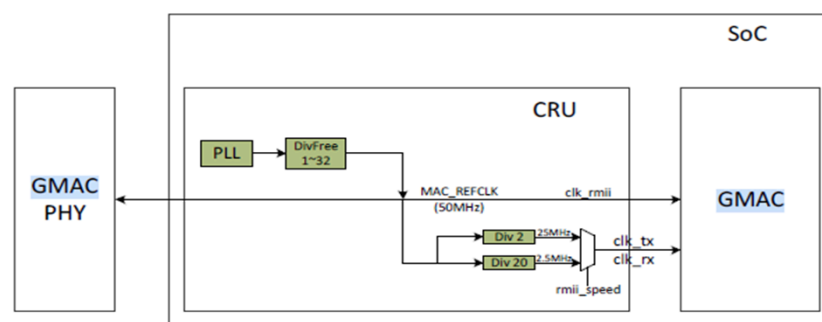 SoC
CRU
PLL
DivFree
1~32
GMAC
PHY
MAC_REFCLK
(50MHz)
clk_rmii
GMAC
Div 2
25MHz
Div 20
2.5MHz
clk_tx
clk_rx
rmii_speed